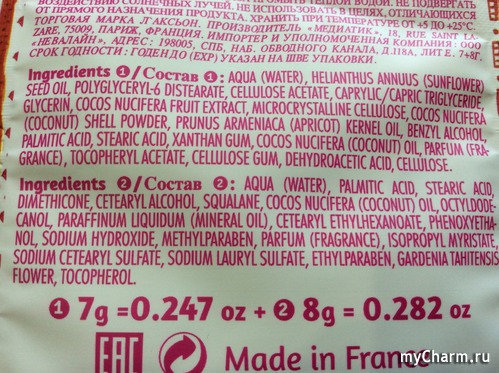 ВОЗДЕЙСТВИЮ СОЛНЕЧНЫХ ЛУЧЕЙ. НЕ ИСПОЛЬЗОВАТЬ В ЦЕЛЯХ, ОТЛИЧАЮЩИХСЯ
ОТ ПРЯМОГО НАЗНАЧЕНИЯ ПРОДУКТА. ХРАНИТЬ ПРИ ТЕМПЕРАТУРЕ ОТ +5 ДО +25°С.
ТОРГОВАЯ МАРКА Л'АКСЬОН. ПРОИЗВОДИТЕЛЬ «МЕДИАТИК», 18, RUE SAINT LA-
ZARE, 75009, ПАРИЖ, ФРАНЦИЯ. ИМПОРТЕР И УПОЛНОМОЧЕННАЯ КОМПАНИЯ : ООО
«НЕВАЛАЙН», АДРЕС: 198005, СПБ, НАБ. ОБВОДНОГО КАНАЛА, Д.118А, ЛИТ Е. 7+8Г.
СРОК ГОДНОСТИ: ГОДЕН ДО (EXP) УКАЗАН НА ШВЕ УПАКОВКИ.
Ingredients 1/Состав 1: AQUA (WATER), HELIANTHUS ANNUUS (SUNFLOWER)
SEED OIL, POLYGLYCERYL-6 DISTEARATE, CELLULOSE ACETATE, CAPRYLIC/CAPRIC TRIGLYCERIDE,
GLYCERIN, COCOS NUCIFERA FRUIT EXTRACT, MICROCRYSTALLINE CELLULOSE, COCOS NUCIFERA
(COCONUT) SHELL POWDER, PRUNUS ARMENIACA (APRICOT) KERNEL OIL, BENZYL ALCOHOL,
PALMITIC ACID, STEARIC ACID, XANTHAN GUM, COCOS NUCIFERA (COCONUT) OIL, PARFUM (FRA-
GRANCE), TOCOPHERYL ACETATE, CELLULOSE GUM, DEHYDROACETIC ACID, CELLULOSE.
Ingredients 2/Состав 2: AQUA (WATER), PALMITIC ACID, STEARIC ACID,
DIMETHICONE, CETEARYL ALCOHOL, SQUALANE, COCOS NUCIFERA (COCONUT) OIL, OCTYLDODE-
CANOL, PARAFFINUM LIQUIDUM (MINERAL OIL), CETEARYL ETHYLHEXANOATE, PHENOXYETHA-
NOL, SODIUM HYDROXIDE, METHYLPARABEN, PARFUM (FRAGRANCE), ISOPROPYL MYRISTATE,
SODIUM CETEARYL SULFATE, SODIUM LAURYL SULFATE, ETHYLPARABEN, GARDENIA TAHITENSIS
FLOWER, TOCOPHEROL.
1 7g =0.247 oz + 2 8g = 0.282 oz
EAC Made in France
myCharm.ru